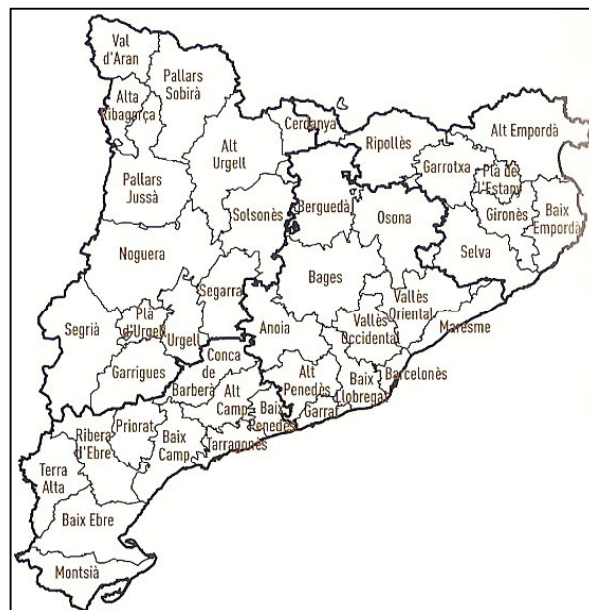 Val
d'Aran
Pallars
Sobirà
Alta
Ribagorça
Cerdanya
Alt Empordà
Alt
Urgell
Ripollès
Garrotxa
Pla de
l'Estany
Pallars
Jussà
Solsonès
Berguedà
Osona
Gironès
Baix
Empordà
Noguera
Selva
Bages
Segarra
Vallès
Oriental
Segrià
Pla
d'Urgell
Urgell
Anoia
Vallès
Occidental
Maresme
Garrigues
Conca
de
Barberà
Alt
Camp
Alt
Penedès
Baix
Llobregat
Barcelonès
Garraf
Baix
Penedès
Priorat
Ribera
d'Ebre
Baix
Camp
Tarragonès
Terra
Alta
Baix Ebre
Montsià